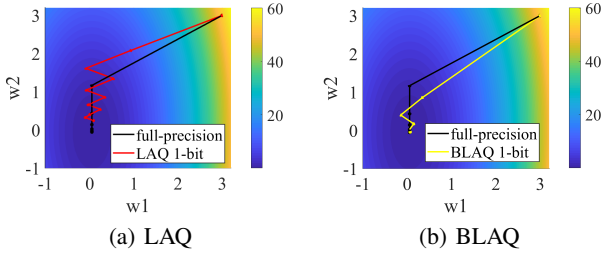 3
2
1
0
-1
w2
-1 0 1 2 3
w1
full-precision
LAQ 1-bit
60
40
20
(a) LAQ
3
2
1
0
-1
w2
-1 0 1 2 3
w1
full-precision
BLAQ 1-bit
60
40
20
(b) BLAQ